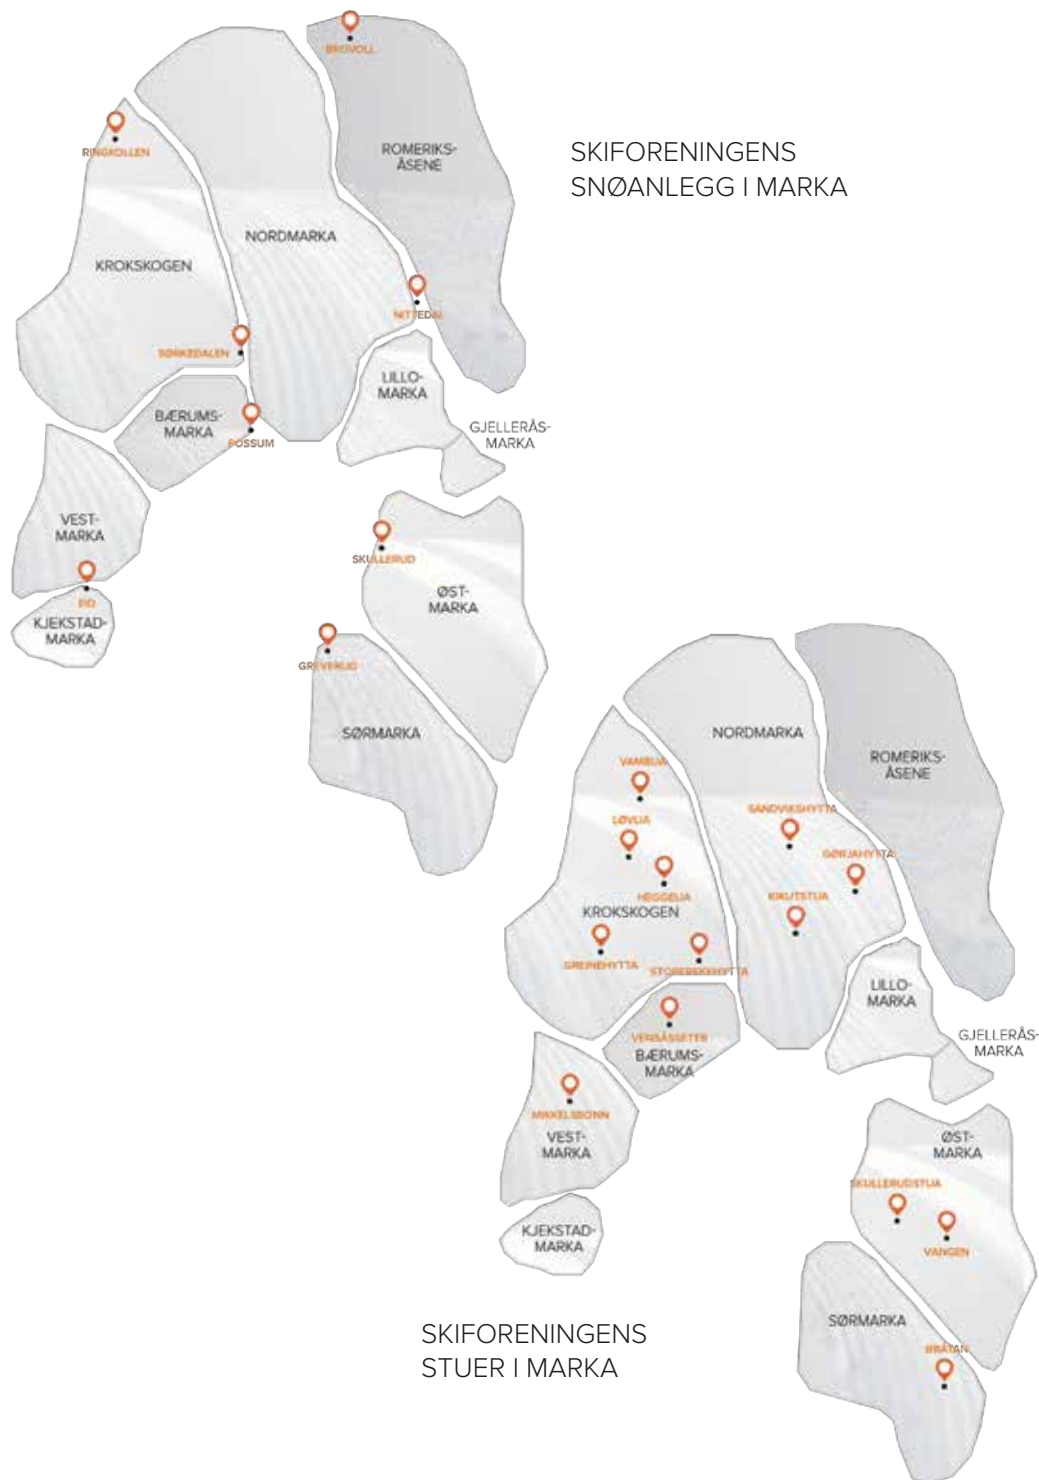 BROVOLL
ROMERIKS-
ÅSENE
SKIFORENINGENS
SNØANLEGG I MARKA
RINGKOLLEN
NORDMARKA
KROKSKOGEN
NITTEDAL
SØRKEDALEN
LILLO-
MARKA
BÆRUMS-
MARKA
FOSSUM
GJELLERÅS-
MARKA
VEST-
MARKA
SKULLERUD
ØST-
MARKA
EID
KJEKSTAD-
MARKA
GREVERUD
SØRMARKA
NORDMARKA
ROMERIKS-
ÅSENE
VAMBUA
SANDVIKSHYTTA
LØVLIA
GØRJAHYTTA
HEGGELIA
KIKUTSTUA
KROKSKOGEN
GREINEHYTTA
STOREBEKKHYTTA
LILLO-
MARKA
VENSÅSSETER
BÆRUMS-
MARKA
GJELLERÅS-
MARKA
MIKKELSBONN
VEST-
MARKA
ØST-
MARKA
SKULLERUDSTUA
VANGEN
KJEKSTAD-
MARKA
SØRMARKA
BRÅTAN
SKIFORENINGENS
STUER I MARKA